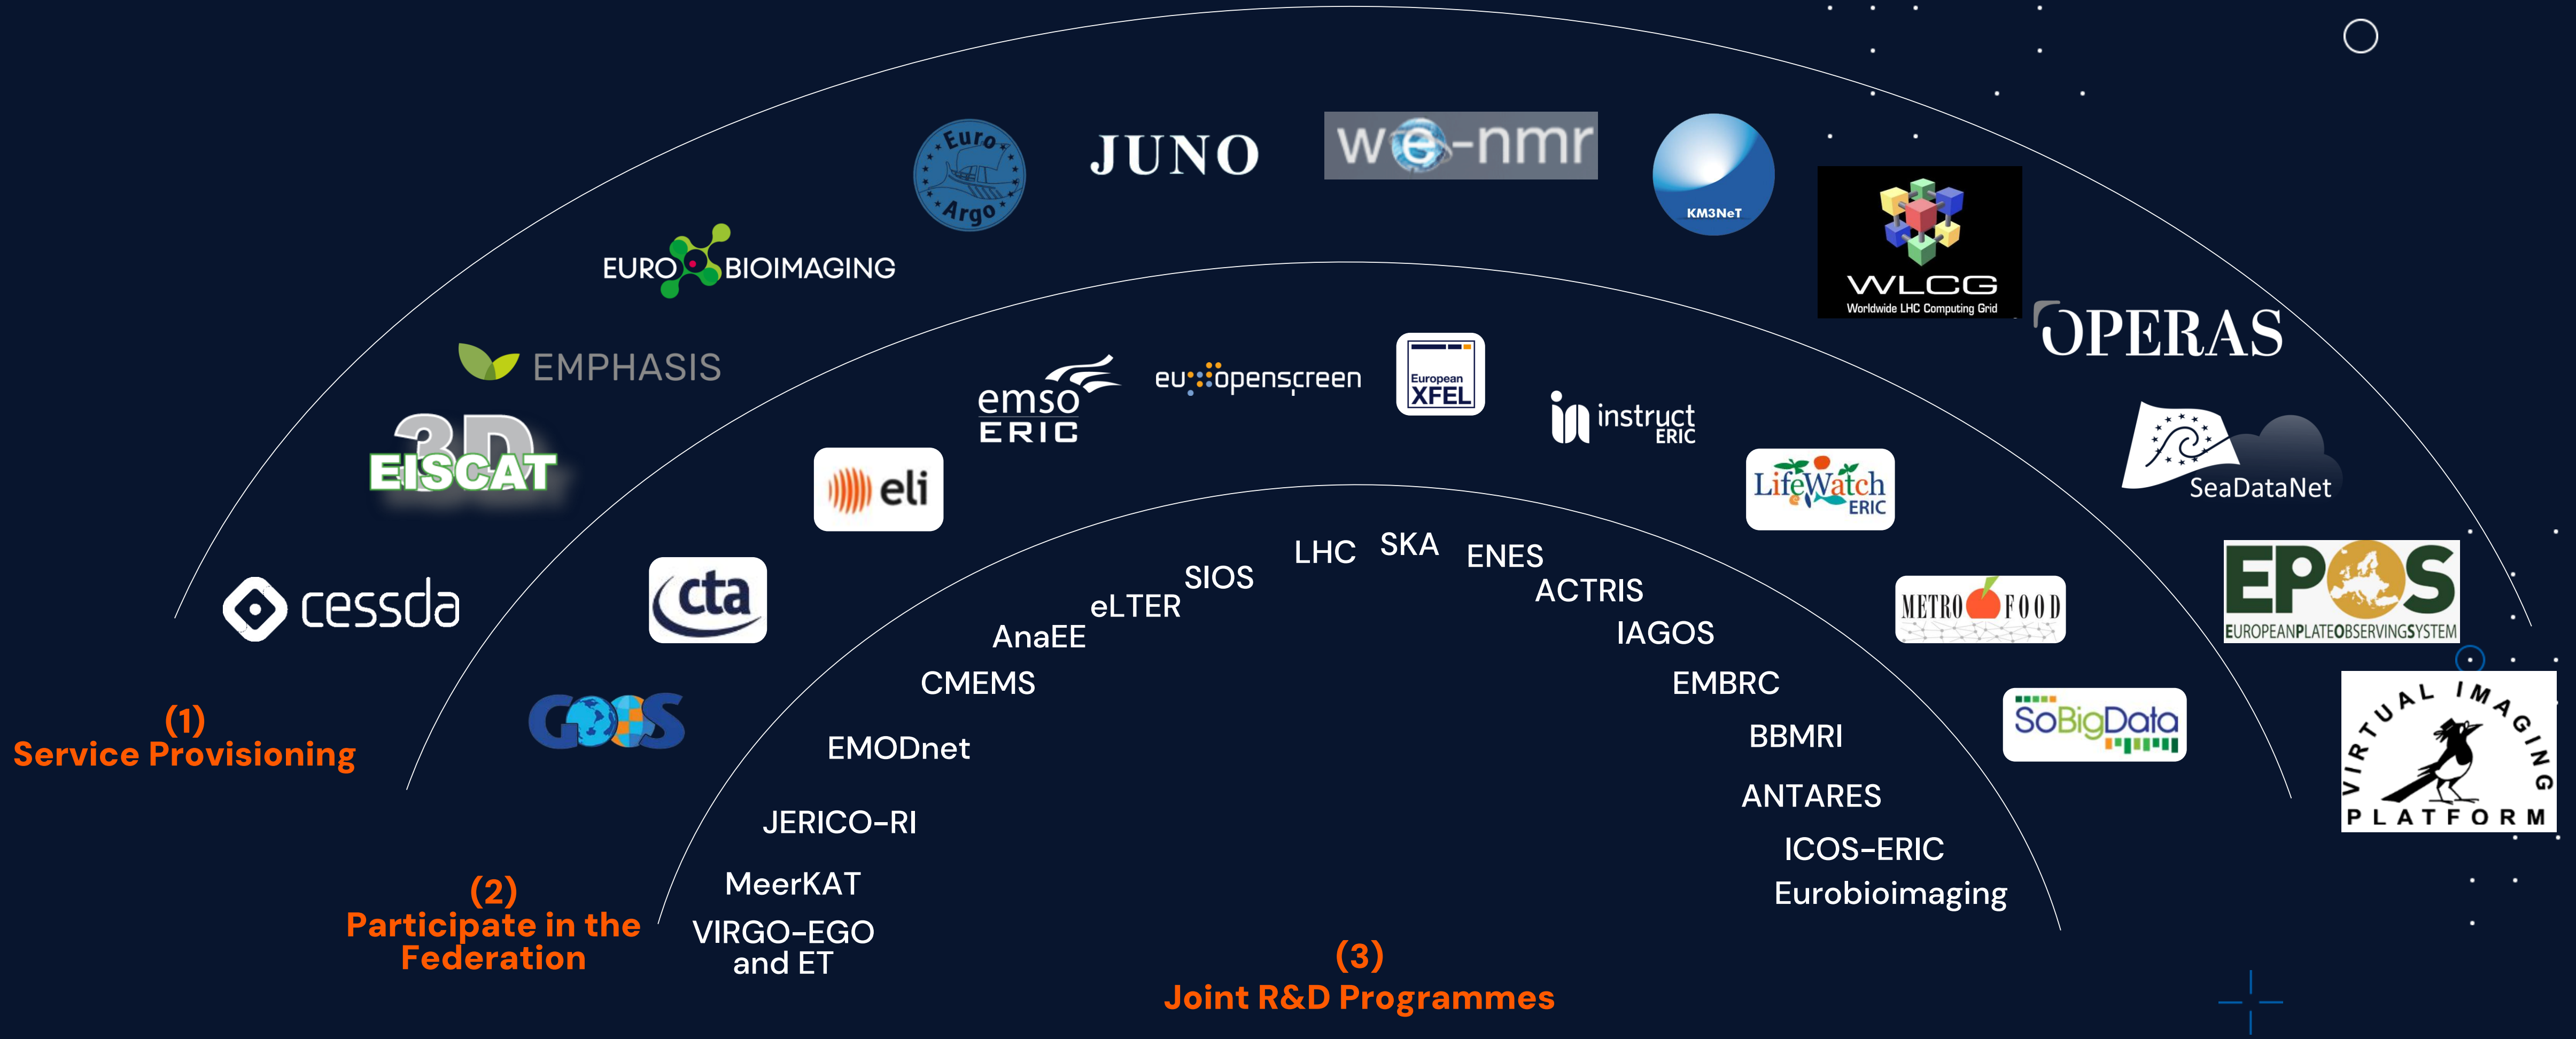 cessda
3D
EISCAT
EMPHASIS
EURO BIOIMAGING
Euro
Argo
JUNO
we-nmr
KM3NeT
WLCG
Worldwide LHC Computing Grid
OPERAS
SeaDataNet
EPOS
EUROPEANPLATEOBSERVINGSYSTEM
VIRTUAL IMAGING
PLATFORM
(1)
Service Provisioning
GOOS
cta
eli
emso
ERIC
eu openscreen
European
XFEL
instruct
ERIC
LifeWatch
ERIC
METRO FOOD
SoBigData
(2)
Participate in the
Federation
VIRGO-EGO
and ET
MeerKAT
JERICO-RI
EMODnet
CMEMS
AnaEE
eLTER
SIOS
LHC
SKA
ENES
ACTRIS
IAGOS
EMBRC
BBMRI
ANTARES
ICOS-ERIC
Eurobioimaging
(3)
Joint R&D Programmes